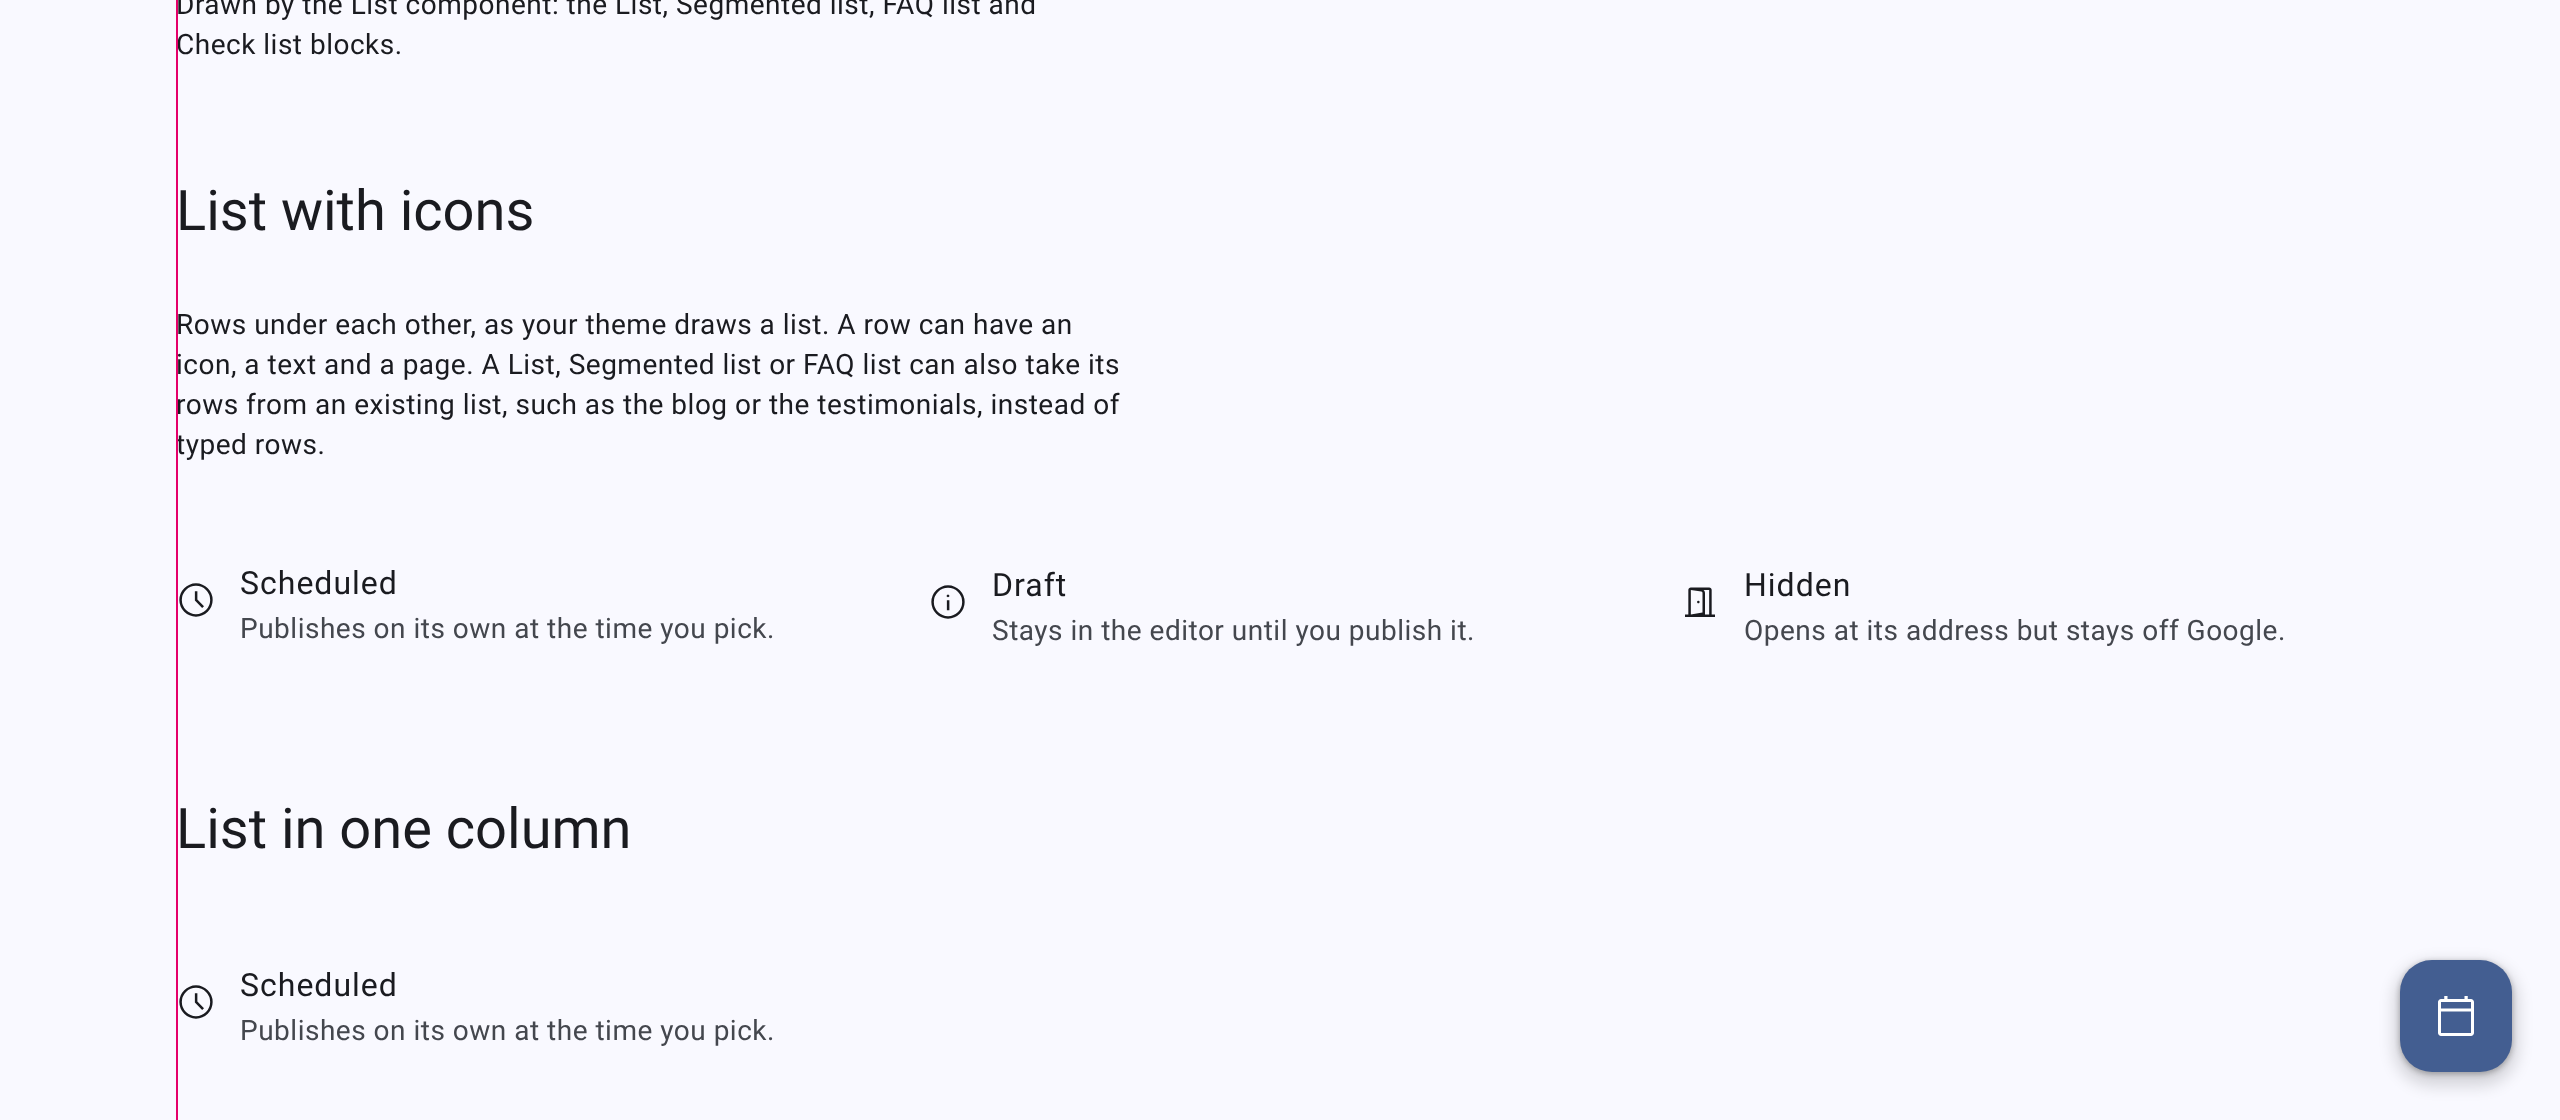 Drawn by the List component: the List, Segmented list, FAQ list and
Check list blocks.
List with icons
Rows under each other, as your theme draws a list. A row can have an
icon, a text and a page. A List, Segmented list or FAQ list can also take its
rows from an existing list, such as the blog or the testimonials, instead of
typed rows.
Scheduled
Publishes on its own at the time you pick.
Draft
Stays in the editor until you publish it.
Hidden
Opens at its address but stays off Google.
List in one column
Scheduled
Publishes on its own at the time you pick.